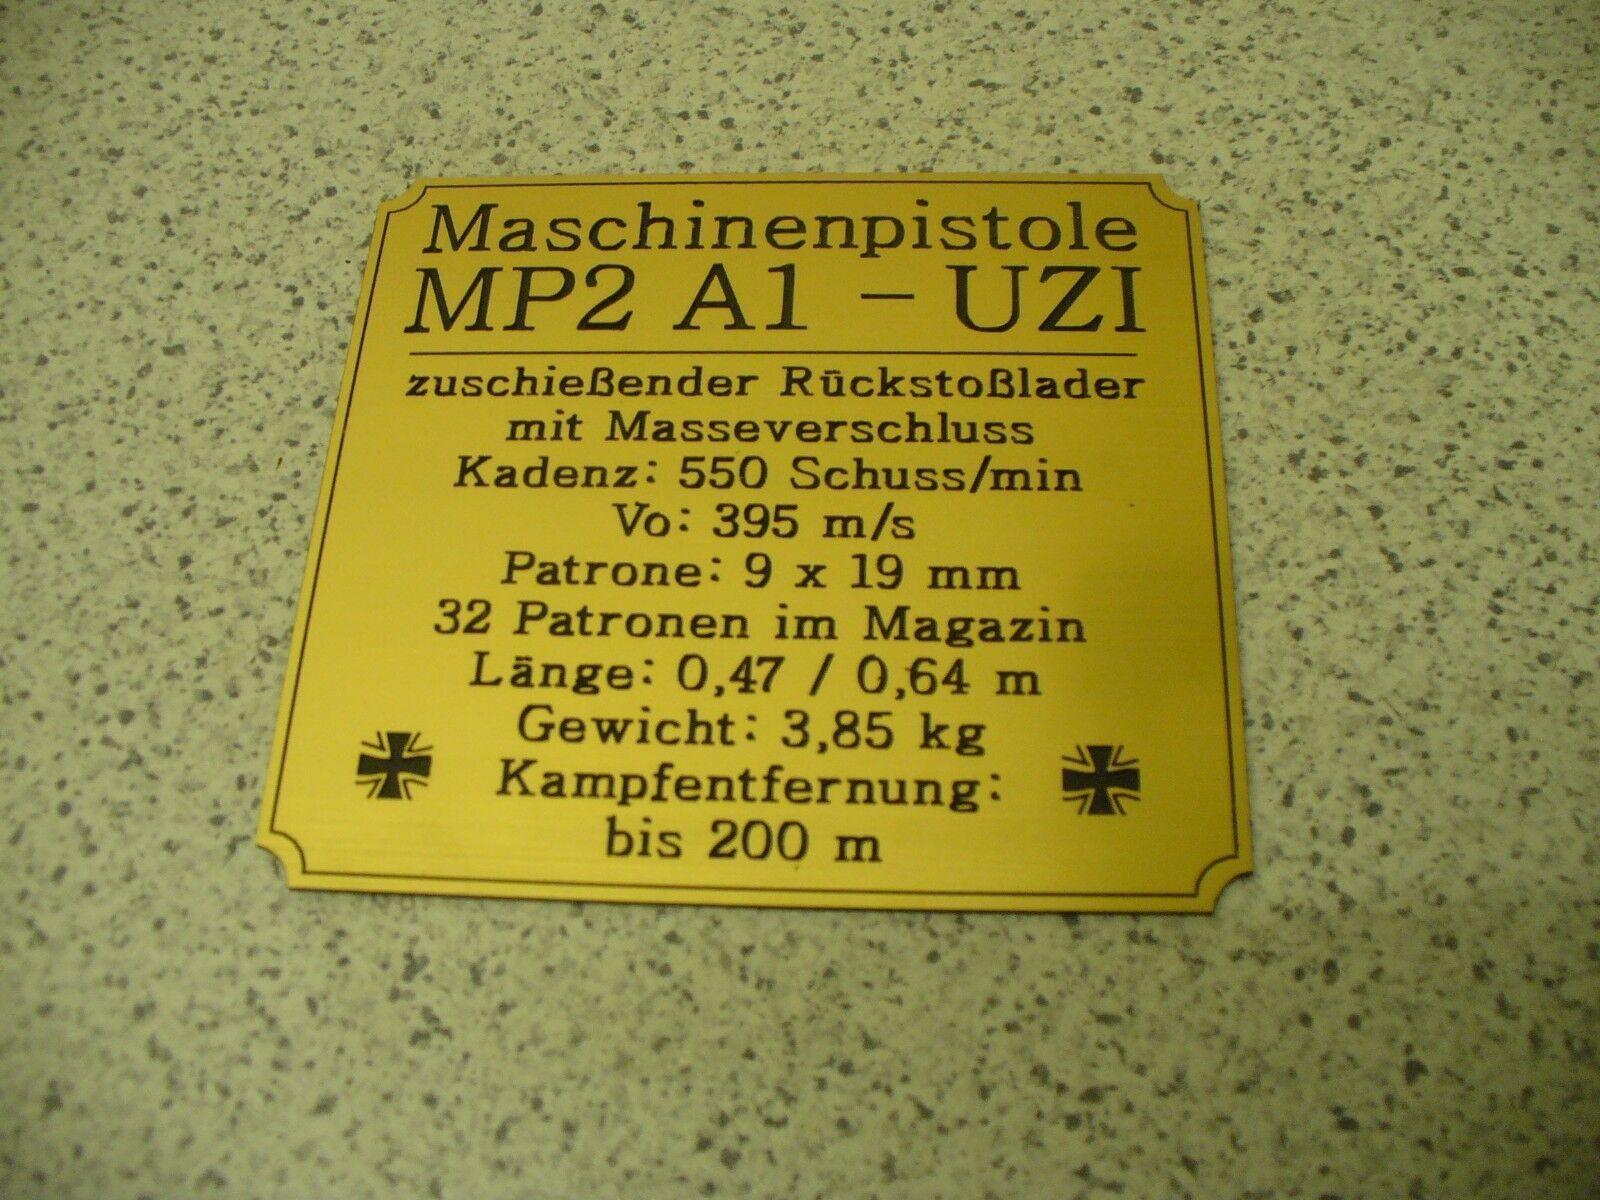 Maschinenpistole
MP2 A1 - UZI
zuschießender Rückstoßlader
mit Masseverschluss
Kadenz: 550 Schuss/min
Vo: 395 m/s
Patrone: 9 x 19 mm
32 Patronen im Magazin
Länge: 0,47 / 0,64 m
Gewicht: 3,85 kg
Kampfentfernung:
bis 200 m